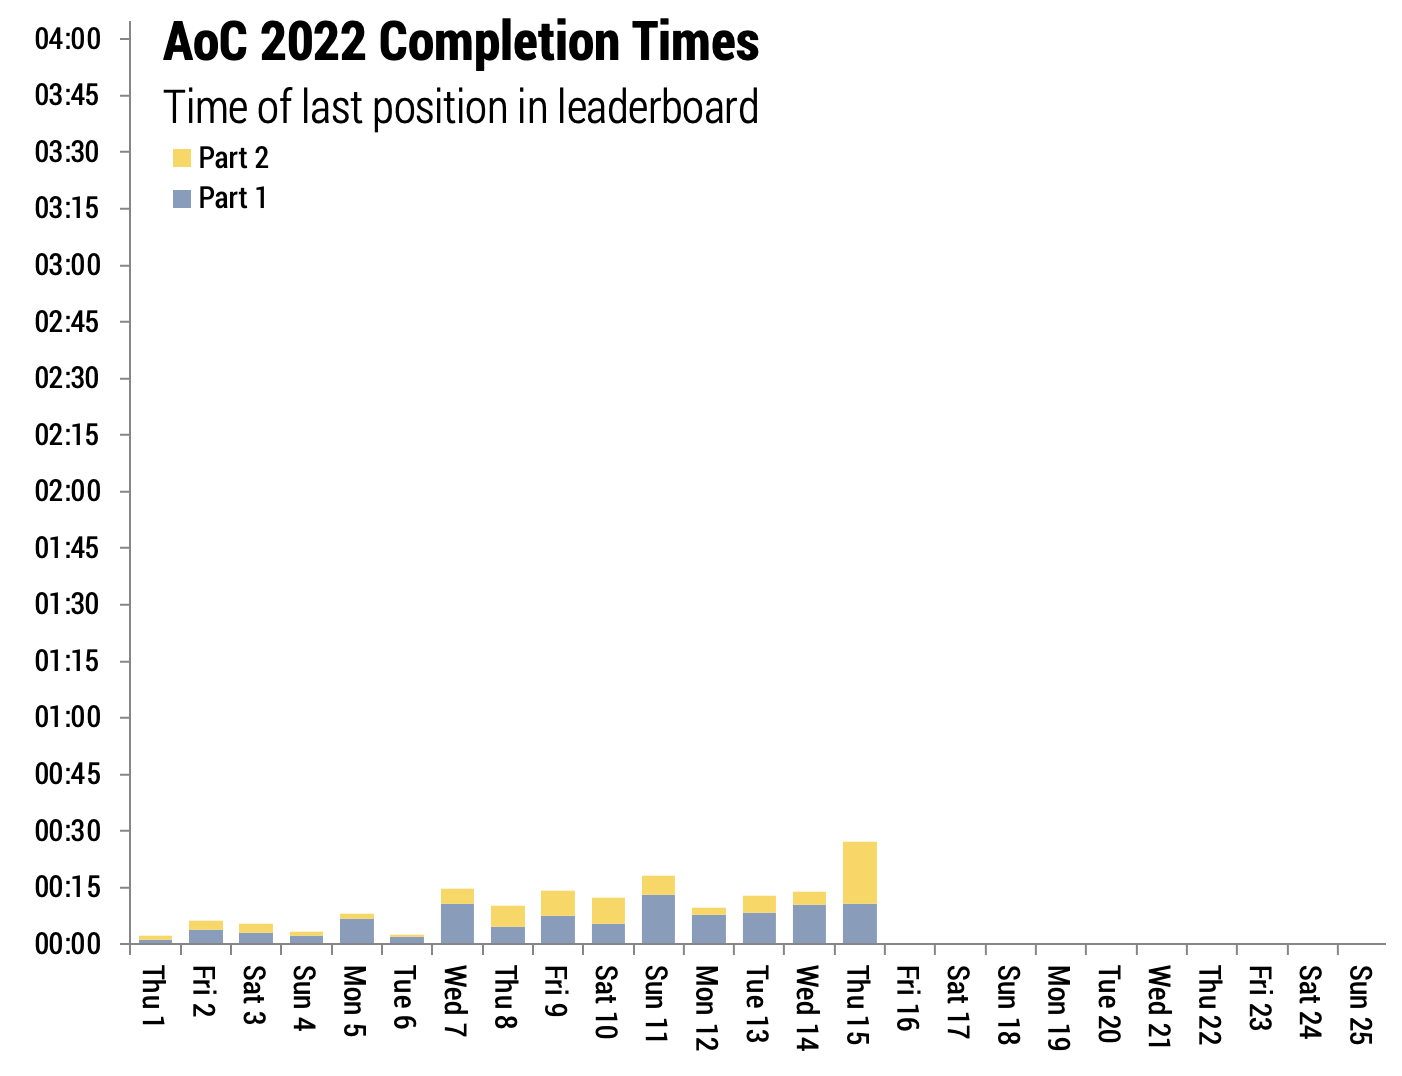 AoC 2022 Completion Times
Time of last position in leaderboard
Part 2
Part 1
04:00
03:45
03:30
03:15
03:00
02:45
02:30
02:15
02:00
01:45
01:30
01:15
01:00
00:45
00:30
00:15
00:00
Thu 1
Fri 2
Sat 3
Sun 4
Mon 5
Tue 6
Wed 7
Thu 8
Fri 9
Sat 10
Sun 11
Mon 12
Tue 13
Wed 14
Thu 15
Fri 16
Sat 17
Sun 18
Mon 19
Tue 20
Wed 21
Thu 22
Fri 23
Sat 24
Sun 25